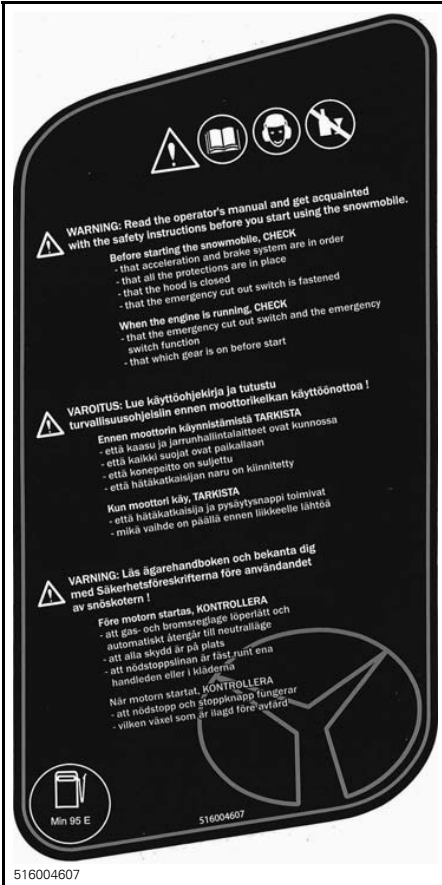 WARNING: Read the operator's manual and get acquainted
with the safety instructions before you start using the snowmobile.
Before starting the snowmobile, CHECK
- that acceleration and brake system are in order
- that all the protections are in place
- that the hood is closed
- that the emergency cut out switch is fastened
When the engine is running, CHECK
- that the emergency cut out switch and the emergency
switch function
- that which gear is on before start
VAROITUS: Lue käyttöohjekirja ja tutustu
turvallisuusohjeisiin ennen moottorikelkan käyttöönottoa !
Ennen moottorin käynnistämistä TARKISTA
- että kaasu ja jarrunhallintalaitteet ovat kunnossa
- että kaikki suojat ovat paikallaan
- että konepeitto on suljettu
- että hätäkatkaisijan naru on kiinnitetty
Kun moottori käy, TARKISTA
- että hätäkatkaisija ja pysäytysnappi toimivat
- mikä vaihde on päällä ennen liikkeelle lähtöä
VARNING: Läs ägarehandboken och bekanta dig
med Säkerhetsföreskrifterna före användandet
av snöskotern !
Före motorn startas, KONTROLLERA
- att gas- och bromsreglage löperlätt och
automatiskt återgår till neutralläge
- att alla skydd är på plats
- att nödstoppslinan är fäst runt ena
handleden eller i kläderna
När motorn startat, KONTROLLERA
- att nödstopp och stoppknapp fungerar
- vilken växel som är ilagd före avfärd
Min 95 E
516004607
516004607